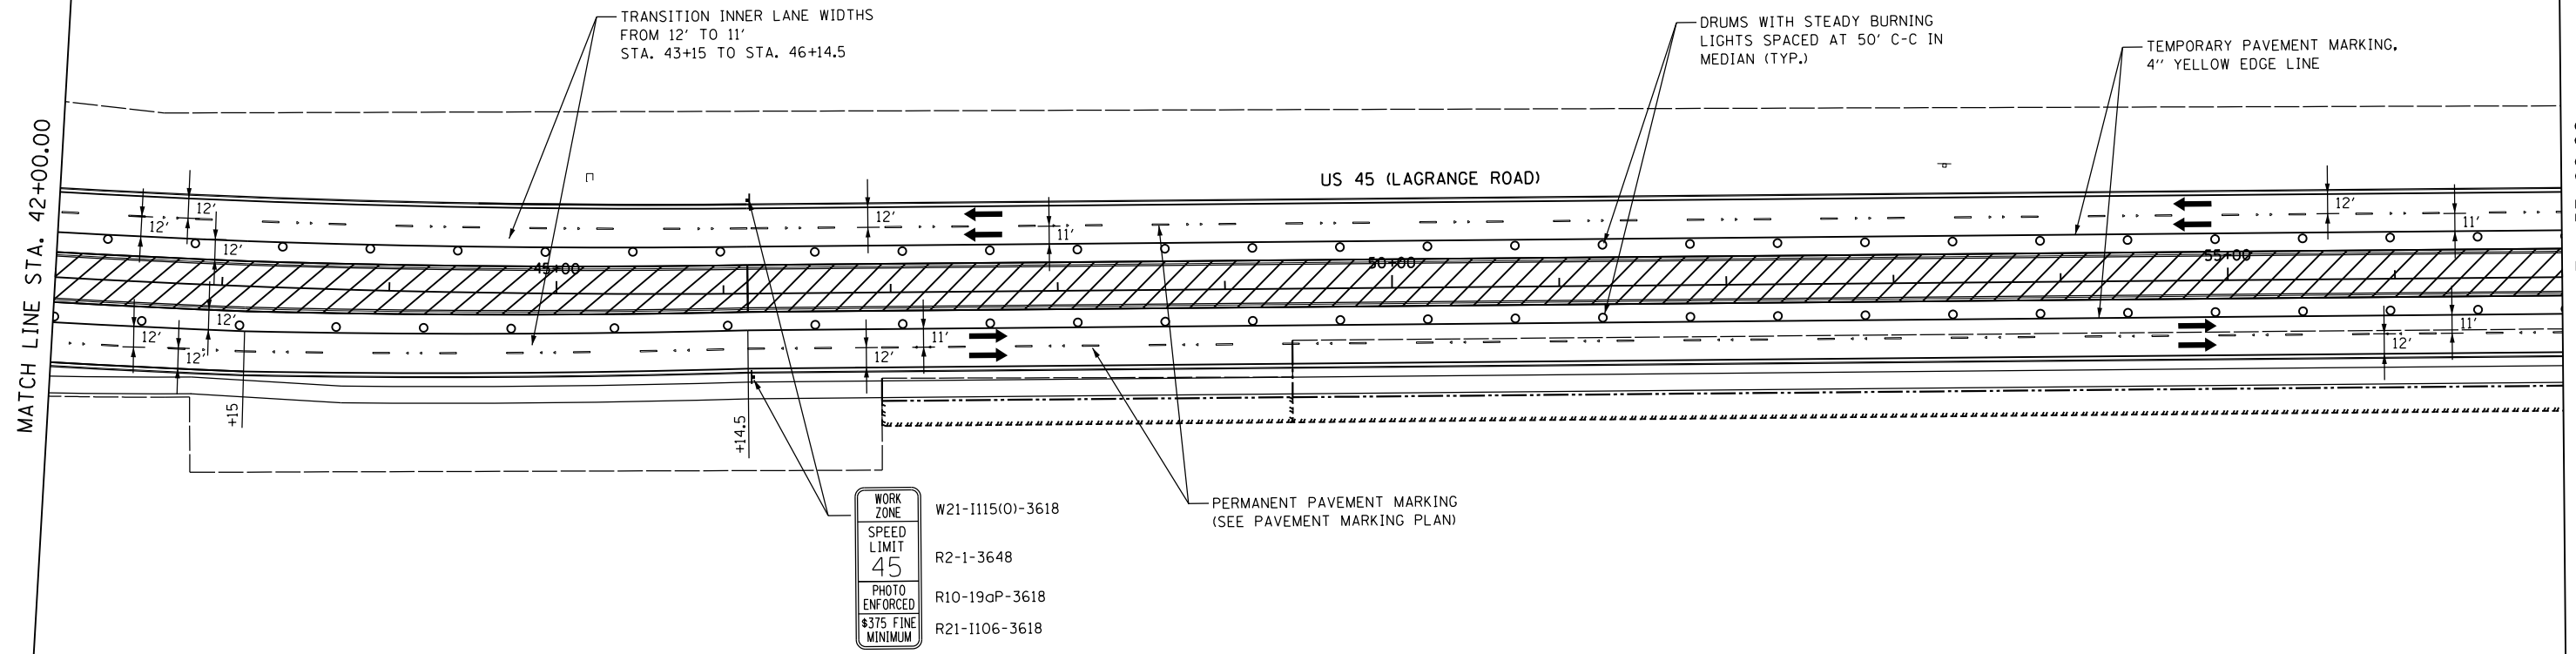 TRANSITION INNER LANE WIDTHS
FROM 12' TO 11'
STA. 43+15 TO STA. 46+14.5
DRUMS WITH STEADY BURNING
LIGHTS SPACED AT 50' C-C IN
MEDIAN (TYP.)
TEMPORARY PAVEMENT MARKING,
4" YELLOW EDGE LINE
MATCH LINE STA. 42+00.00
US 45 (LAGRANGE ROAD)
12'
12'
12'
12'
11'
12'
11'
45+00
50+00
55+00
12'
12'
12'
11'
12'
11'
12'
+15
+14.5
WORK
ZONE
W21-I115(O)-3618
SPEED
LIMIT
45
R2-1-3648
PHOTO
ENFORCED
R10-19aP-3618
$375 FINE
MINIMUM
R21-I106-3618
PERMANENT PAVEMENT MARKING
(SEE PAVEMENT MARKING PLAN)